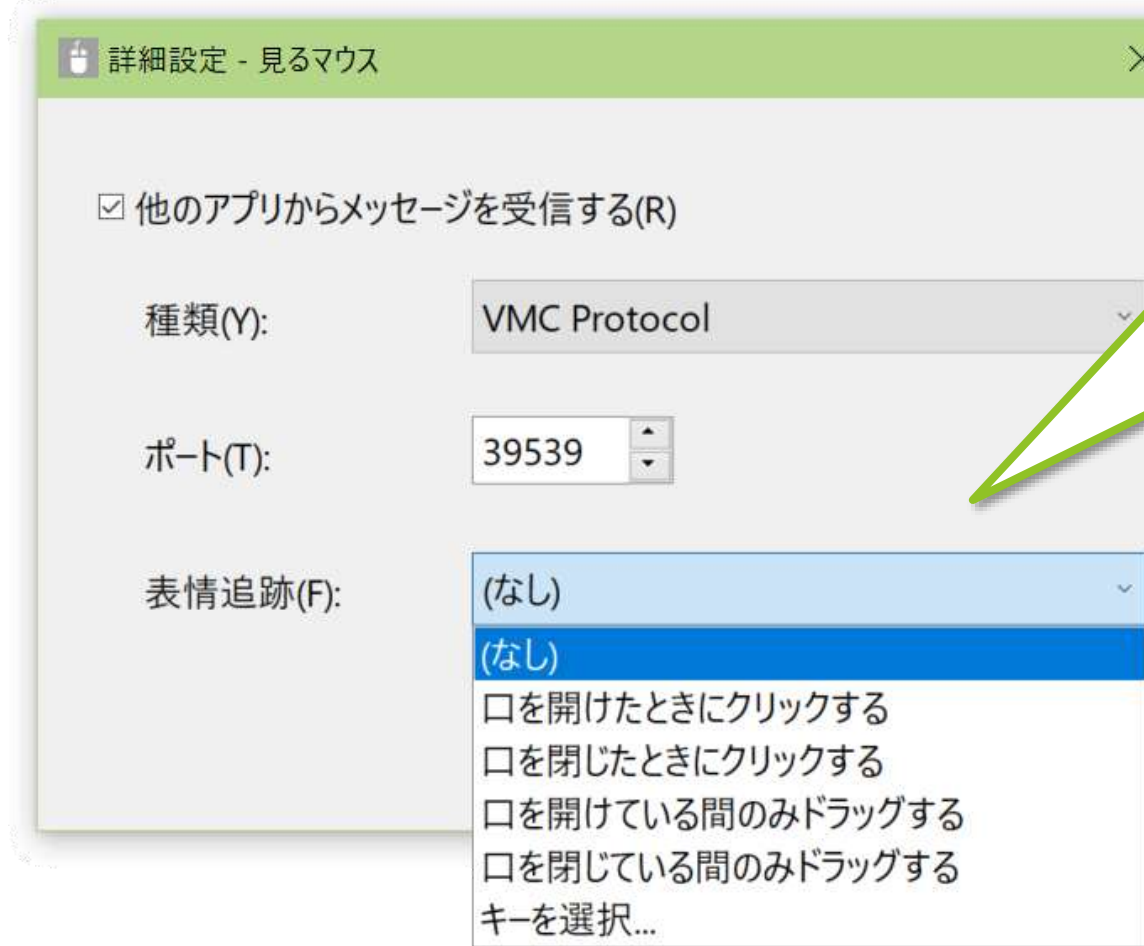 詳細設定 - 見るマウス
他のアプリからメッセージを受信する(R)
種類(Y): VMC Protocol
ポート(T): 39539
表情追跡(F): (なし)
(なし)
口を開けたときにクリックする
口を閉じたときにクリックする
口を開けている間のみドラッグする
口を閉じている間のみドラッグする
キーを選択...